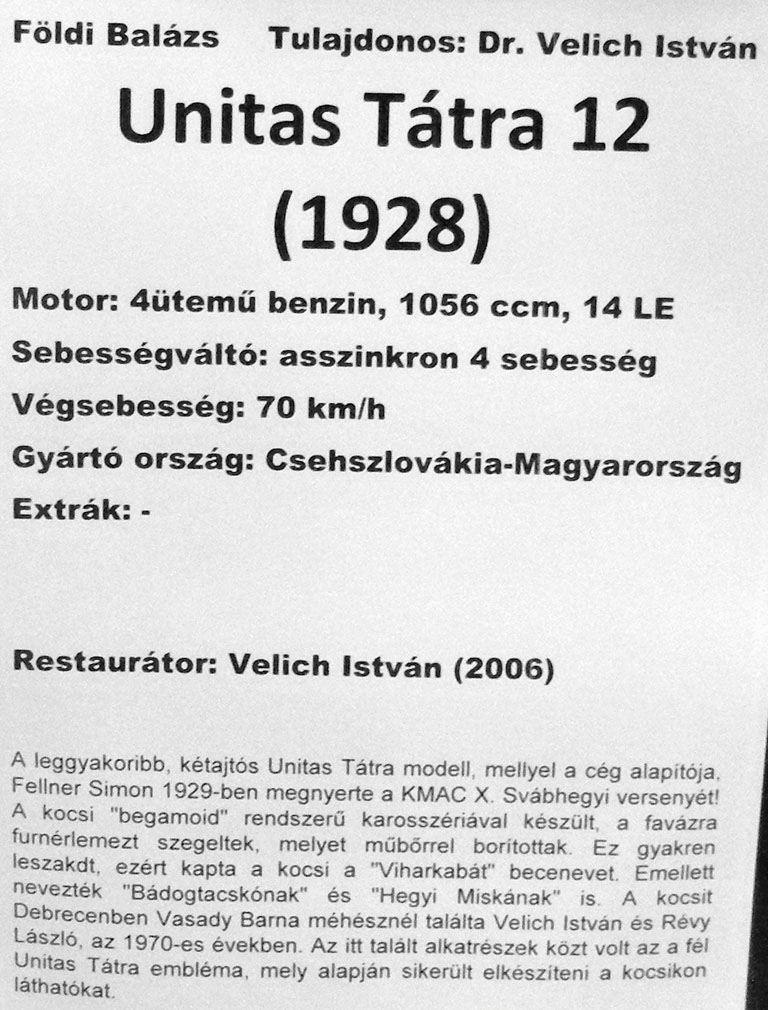 Földi Balázs Tulajdonos: Dr. Velich István
Unitas Tátra 12
(1928)
Motor: 4ütemű benzin, 1056 ccm, 14 LE
Sebességváltó: asszinkron 4 sebesség
Végsebesség: 70 km/h
Gyártó ország: Csehszlovákia-Magyarország
Extrák: -
Restaurátor: Velich István (2006)
A leggyakoribb, kétajtós Unitas Tátra modell, mellyel a cég alapítója,
Fellner Simon 1929-ben megnyerte a KMAC X. Svábhegyi versenyét!
A kocsi "begamoid" rendszerű karosszériával készült, a favázra
furnérlemezt szegeltek, melyet műbőrrel borítottak. Ez gyakren
leszakdt, ezért kapta a kocsi a "Viharkabát" becenevet. Emellett
nevezték "Bádogtacskónak" és "Hegyi Miskának" is. A kocsit
Debrecenben Vasady Barna méhésznél találta Velich István és Révy
László, az 1970-es években. Az itt talált alkatrészek közt volt az a fél
Unitas Tátra embléma, mely alapján sikerült elkészíteni a kocsikon
láthatókat.